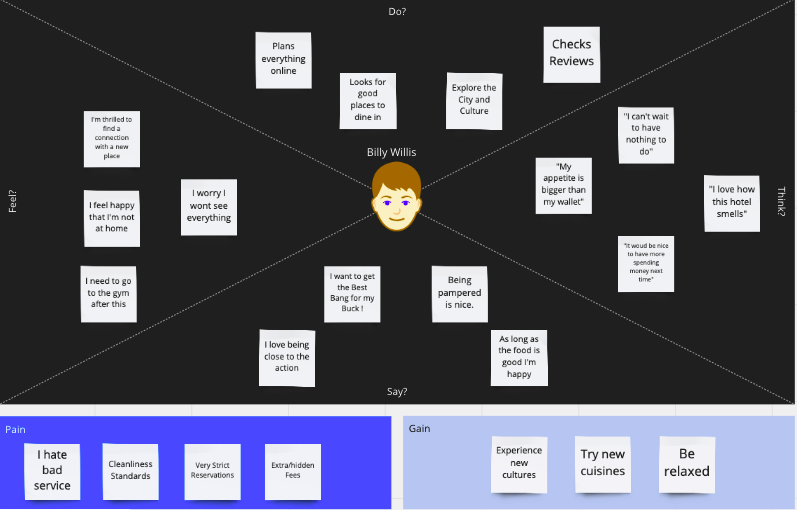 Do?
Plans
everything
online
Looks for
good
places to
dine in
Explore the
City and
Culture
Checks
Reviews
Billy Willis
Feel?
I'm thrilled to
find a
connection
with a new
place
I feel happy
that I'm not
at home
I worry I
wont see
everything
I need to go
to the gym
after this
Think?
"I can't wait
to have
nothing to
do"
"My
appetite is
bigger than
my wallet"
"I love how
this hotel
smells"
"It woud be nice
to have more
spending
money next
time"
I want to get
the Best
Bang for my
Buck !
Being
pampered
is nice.
I love being
close to the
action
As long as
the food is
good I'm
happy
Say?
Pain
I hate
bad
service
Cleanliness
Standards
Very Strict
Reservations
Extra/hidden
Fees
Gain
Experience
new
cultures
Try new
cuisines
Be
relaxed